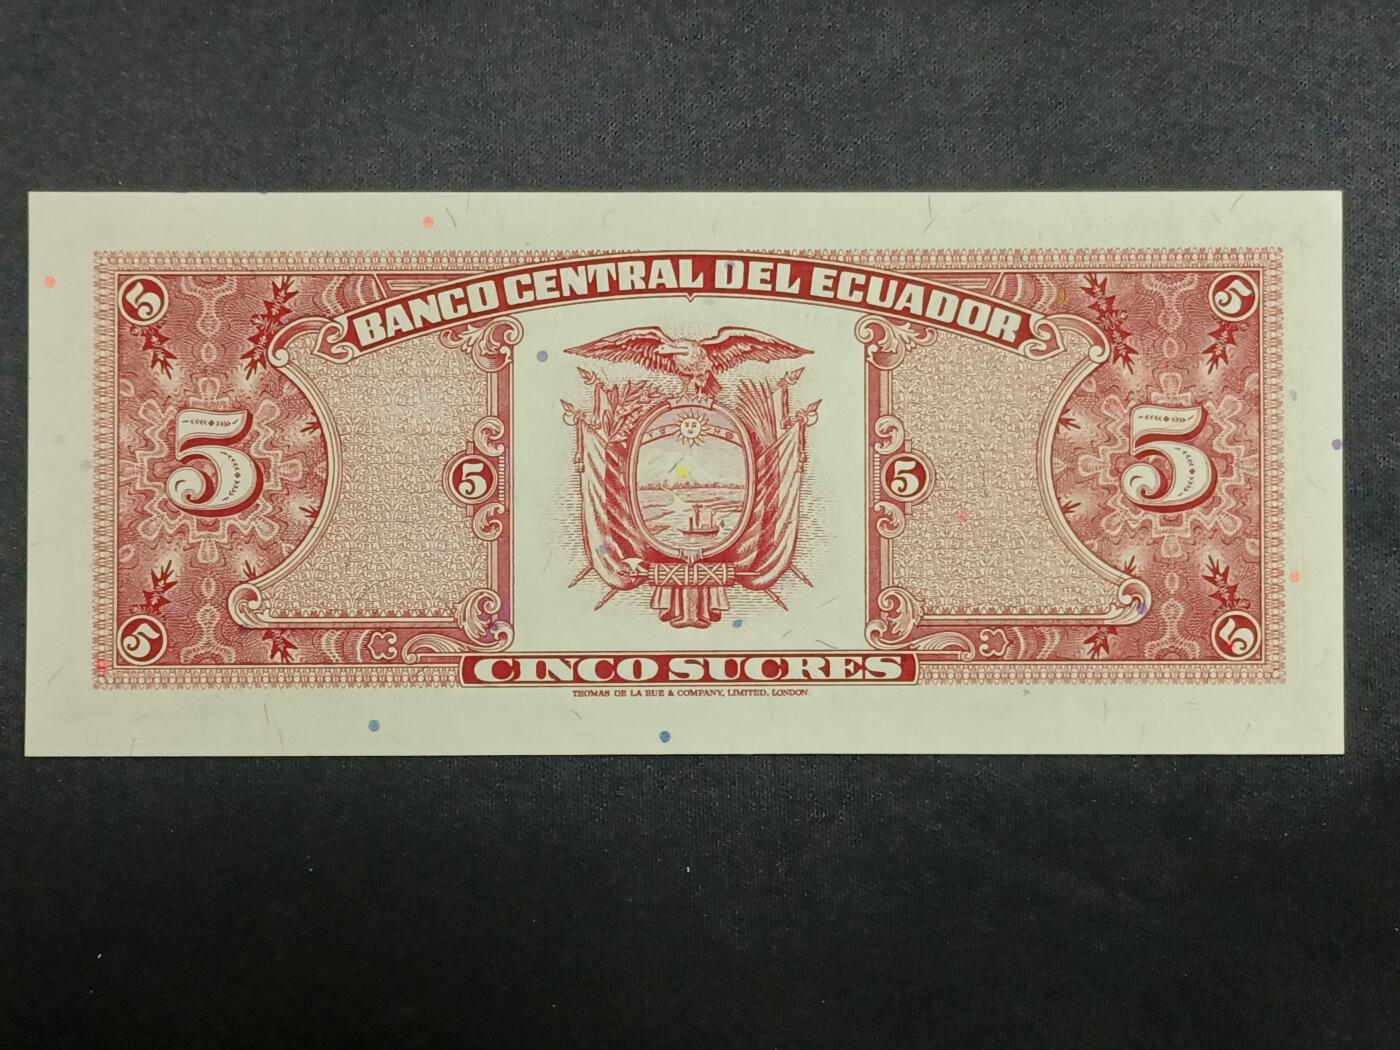 BANCO CENTRAL DEL ECUADOR
5 5
5 5
5 5
5 5
CINCO SUCRES
THOMAS DE LA RUE & COMPANY, LIMITED, LONDON.